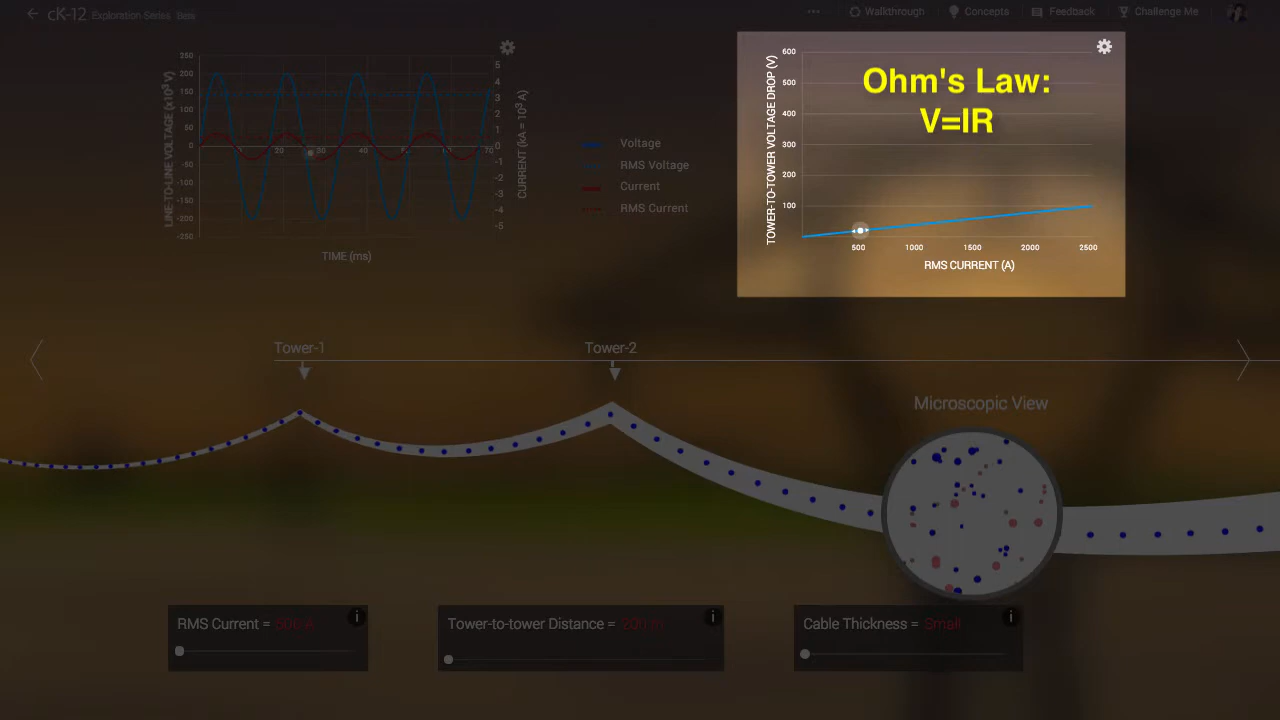 cK-12 Exploration Series Beta
Walkthrough
Concepts
Feedback
Challenge Me
LINE-TO-LINE VOLTAGE (x10³ V)
250
200
150
100
50
0
-50
-100
-150
-200
-250
20
30
40
50
60
70
TIME (ms)
5
4
3
2
1
0
-1
-2
-3
-4
-5
CURRENT (kA = 10³ A)
Voltage
RMS Voltage
Current
RMS Current
TOWER-TO-TOWER VOLTAGE DROP (V)
600
500
400
300
200
100
Ohm's Law:
V=IR
500
1000
1500
2000
2500
RMS CURRENT (A)
Tower-1
Tower-2
Microscopic View
RMS Current =
i
Tower-to-tower Distance = 200 m
i
Cable Thickness = Small
i